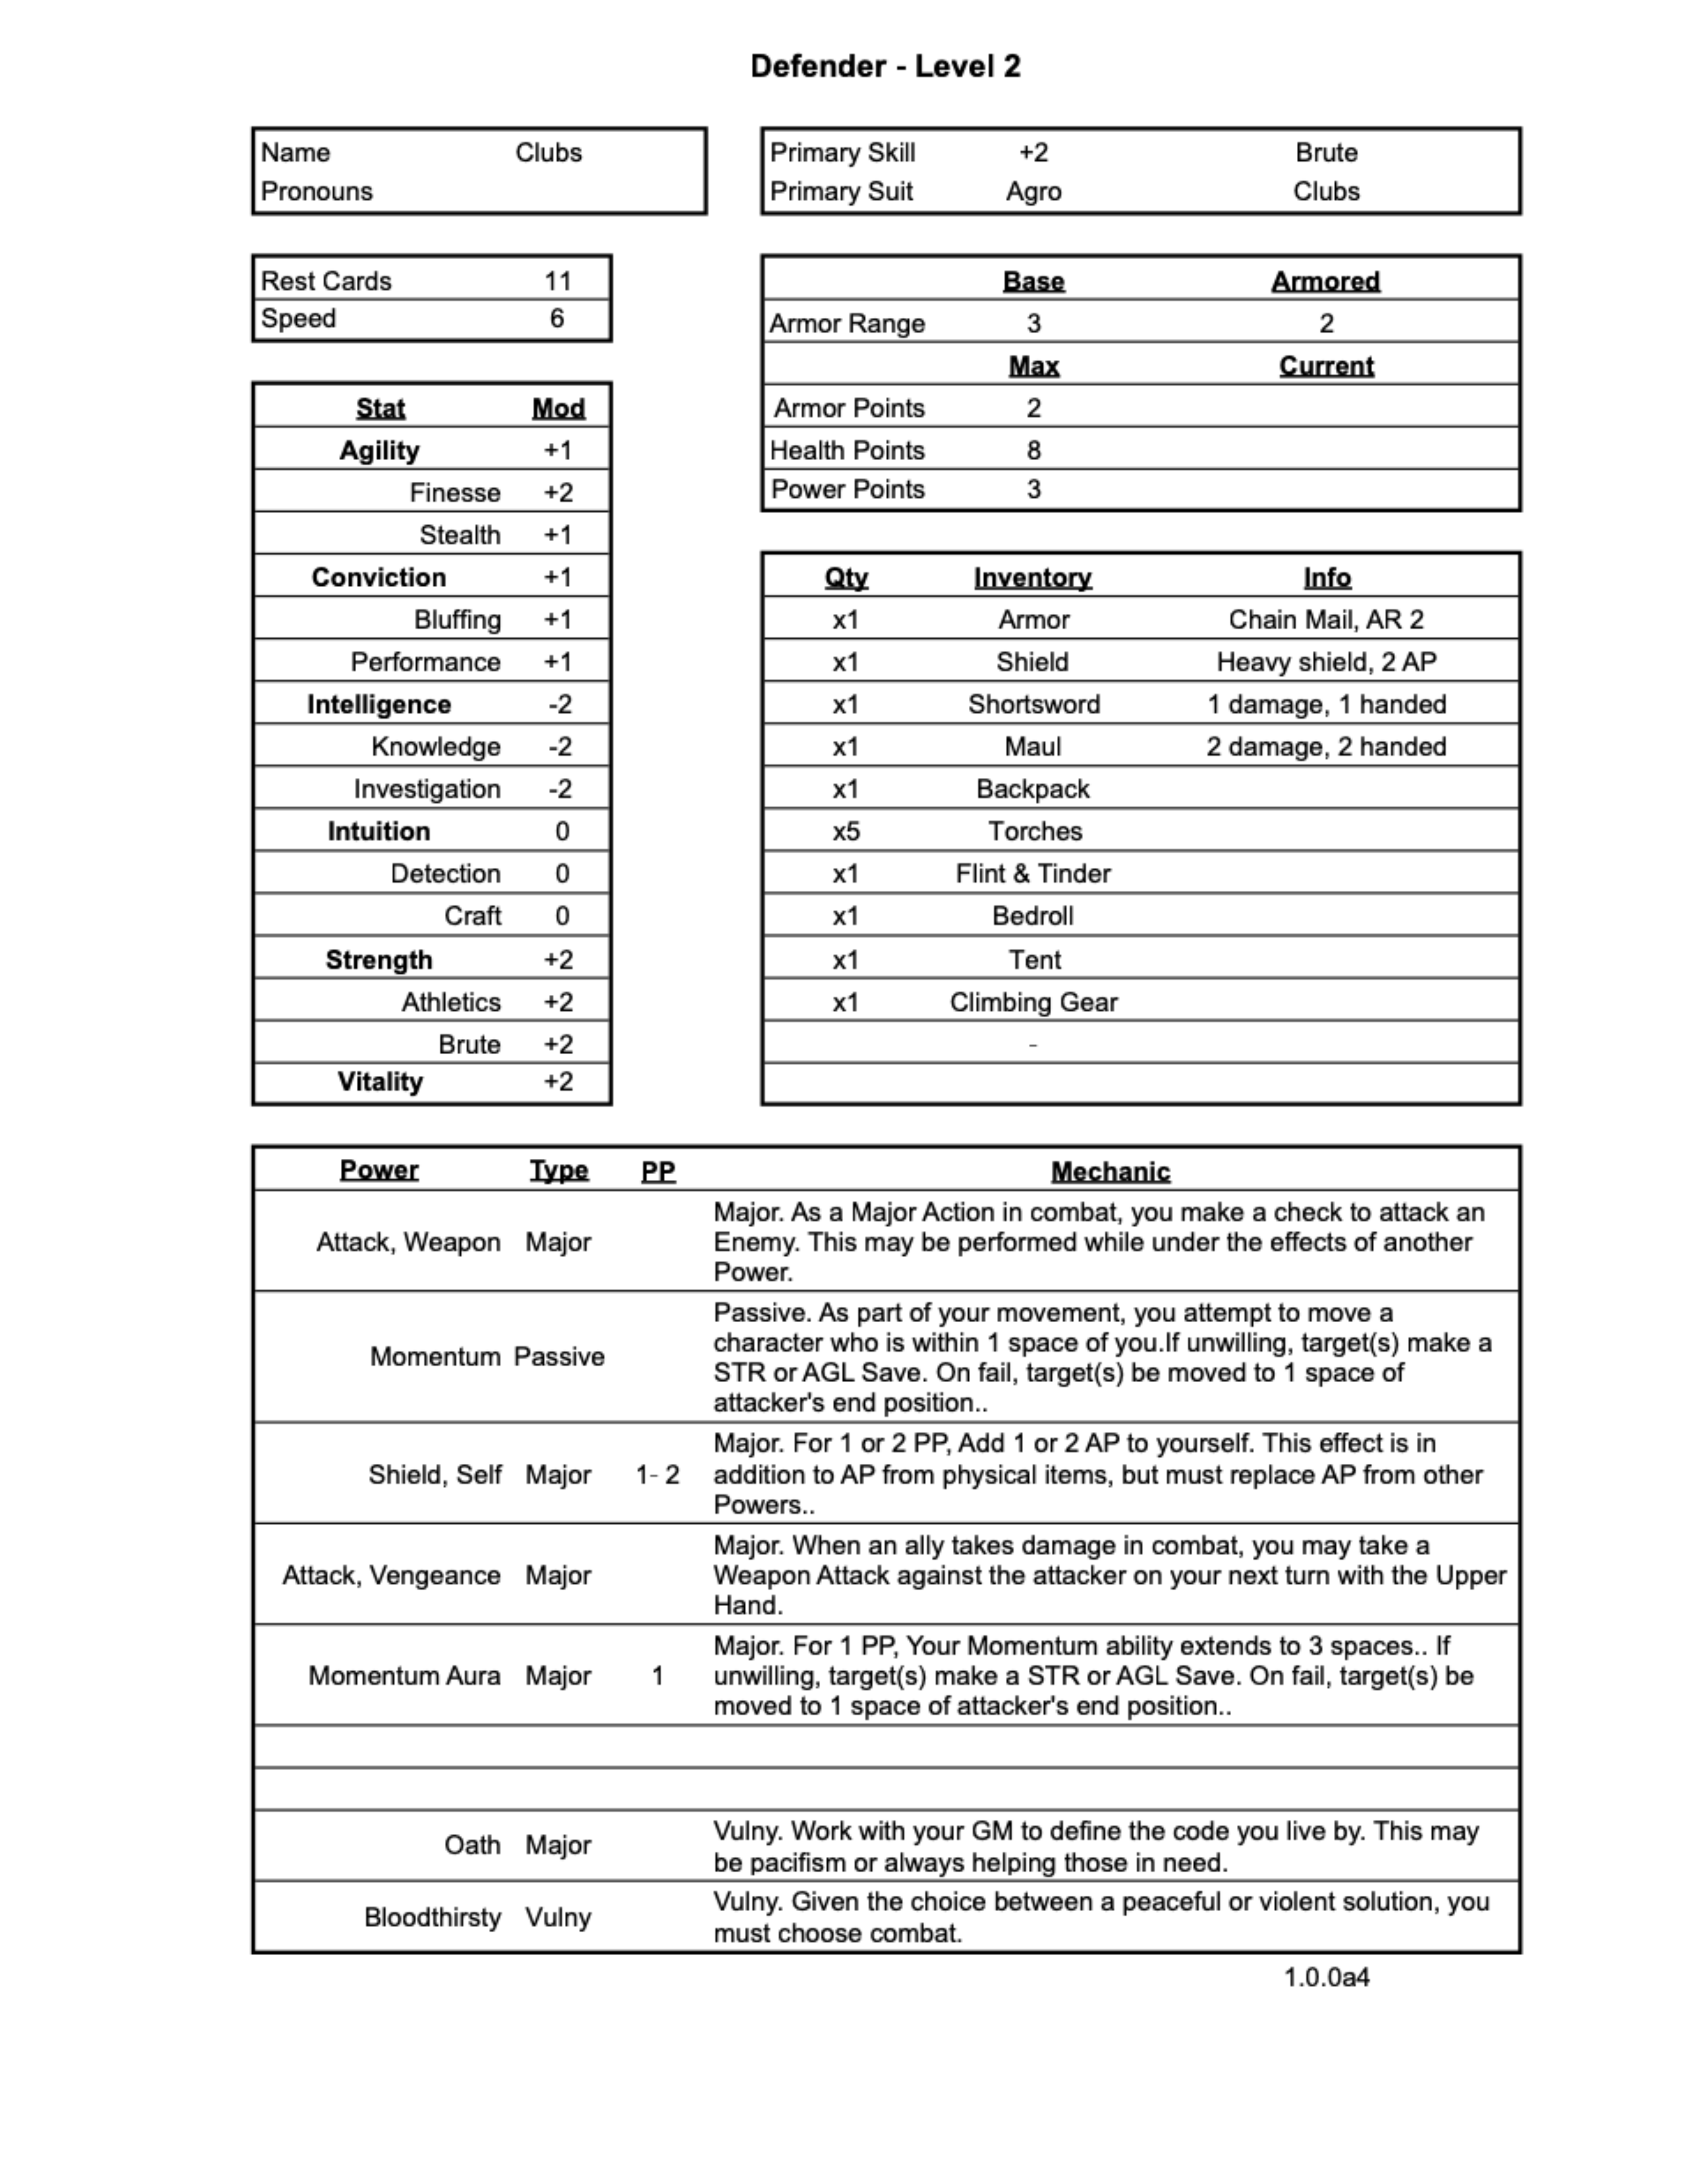 Defender - Level 2
Name Clubs
Pronouns
Primary Skill +2 Brute
Primary Suit Agro Clubs
Rest Cards 11
Speed 6
Base Armored
Armor Range 3 2
Max Current
Armor Points 2
Health Points 8
Power Points 3
Stat Mod
Agility +1
Finesse +2
Stealth +1
Conviction +1
Bluffing +1
Performance +1
Intelligence -2
Knowledge -2
Investigation -2
Intuition 0
Detection 0
Craft 0
Strength +2
Athletics +2
Brute +2
Vitality +2
Qty Inventory Info
x1 Armor Chain Mail, AR 2
x1 Shield Heavy shield, 2 AP
x1 Shortsword 1 damage, 1 handed
x1 Maul 2 damage, 2 handed
x1 Backpack
x5 Torches
x1 Flint & Tinder
x1 Bedroll
x1 Tent
x1 Climbing Gear
-
Power Type PP Mechanic
Attack, Weapon Major
Major. As a Major Action in combat, you make a check to attack an
Enemy. This may be performed while under the effects of another
Power.
Momentum Passive
Passive. As part of your movement, you attempt to move a
character who is within 1 space of you.If unwilling, target(s) make a
STR or AGL Save. On fail, target(s) be moved to 1 space of
attacker's end position..
Shield, Self Major 1- 2
Major. For 1 or 2 PP, Add 1 or 2 AP to yourself. This effect is in
addition to AP from physical items, but must replace AP from other
Powers..
Attack, Vengeance Major
Major. When an ally takes damage in combat, you may take a
Weapon Attack against the attacker on your next turn with the Upper
Hand.
Momentum Aura Major 1
Major. For 1 PP, Your Momentum ability extends to 3 spaces.. If
unwilling, target(s) make a STR or AGL Save. On fail, target(s) be
moved to 1 space of attacker's end position..
Oath Major
Vulny. Work with your GM to define the code you live by. This may
be pacifism or always helping those in need.
Bloodthirsty Vulny
Vulny. Given the choice between a peaceful or violent solution, you
must choose combat.
1.0.0a4